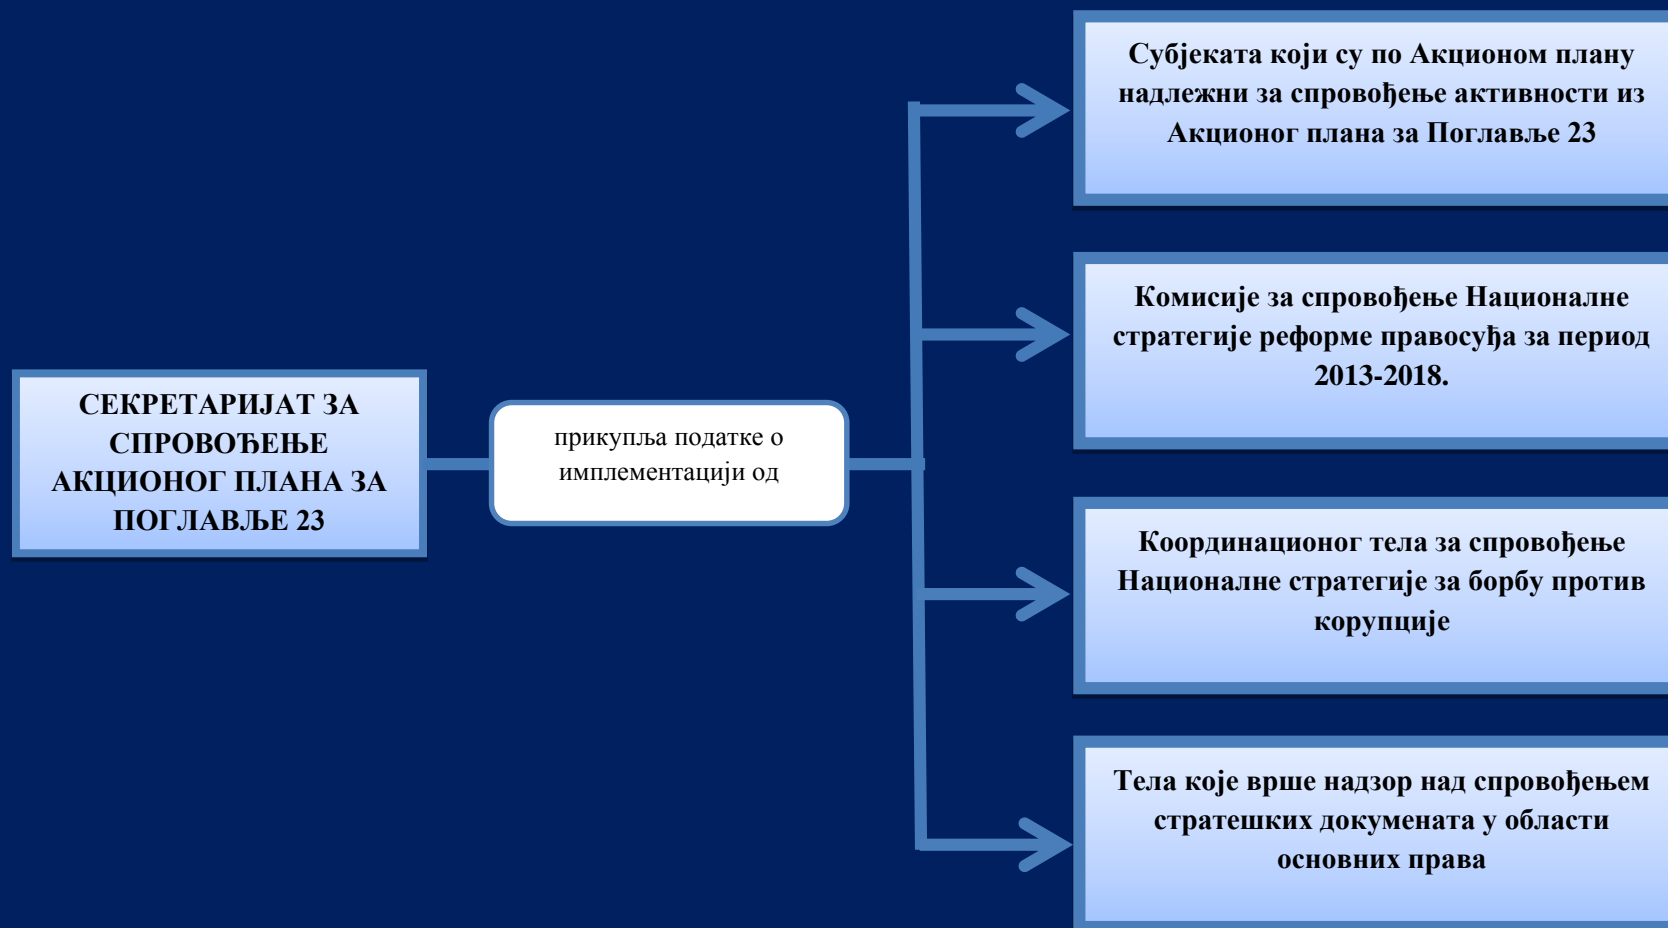 СЕКРЕТАРИЈАТ ЗА
СПРОВОЂЕЊЕ
АКЦИОНОГ ПЛАНА ЗА
ПОГЛАВЉЕ 23
прикупља податке о
имплементацији од
Субјеката који су по Акционом плану
надлежни за спровођење активности из
Акционог плана за Поглавље 23
Комисије за спровођење Националне
стратегије реформе правосуђа за период
2013-2018.
Координационог тела за спровођење
Националне стратегије за борбу против
корупције
Тела које врше надзор над спровођењем
стратешких докумената у области
основних права